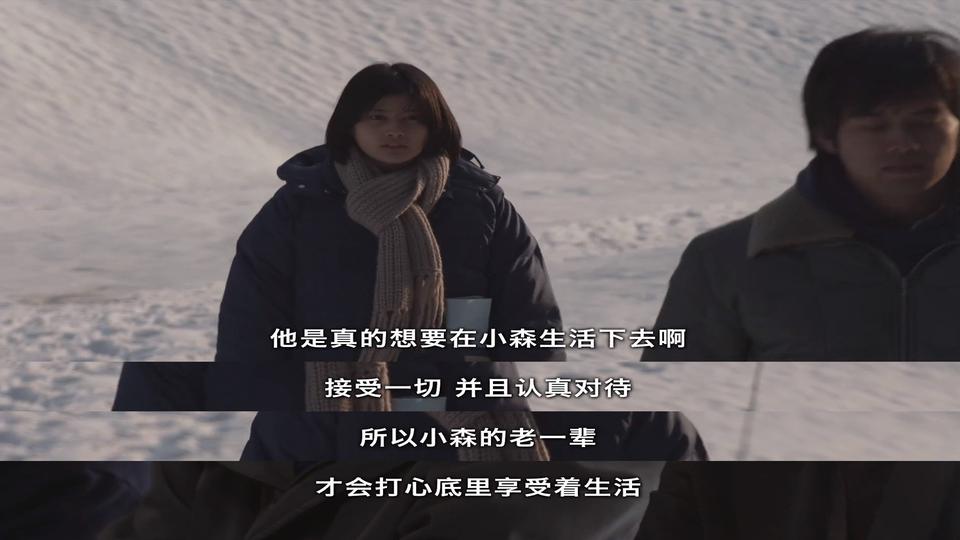 他是真的想要在小森生活下去啊
接受一切 并且认真对待
所以小森的老一辈
才会打心底里享受着生活